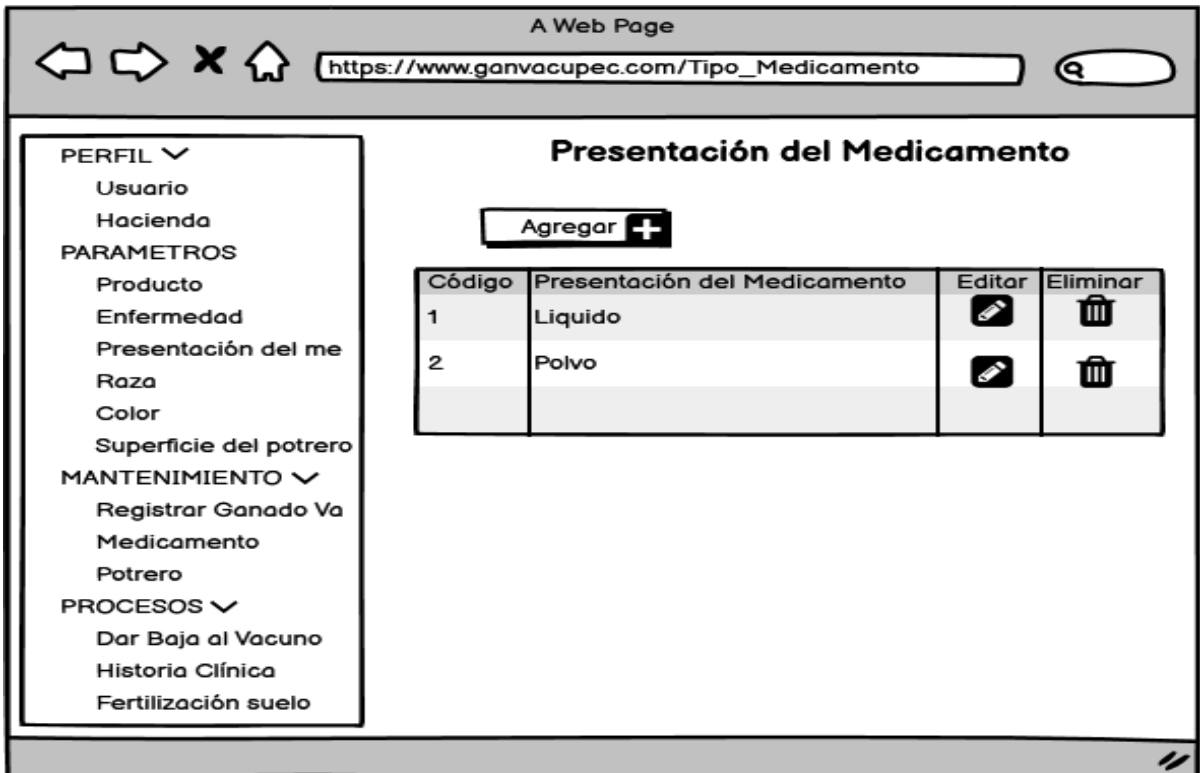 A Web Page
https://www.ganvacupec.com/Tipo_Medicamento
PERFIL
Usuario
Hacienda
PARAMETROS
Producto
Enfermedad
Presentación del me
Raza
Color
Superficie del potrero
MANTENIMIENTO
Registrar Ganado Va
Medicamento
Potrero
PROCESOS
Dar Baja al Vacuno
Historia Clínica
Fertilización suelo
Presentación del Medicamento
Agregar
Código Presentación del Medicamento Editar Eliminar
1 Liquido
2 Polvo